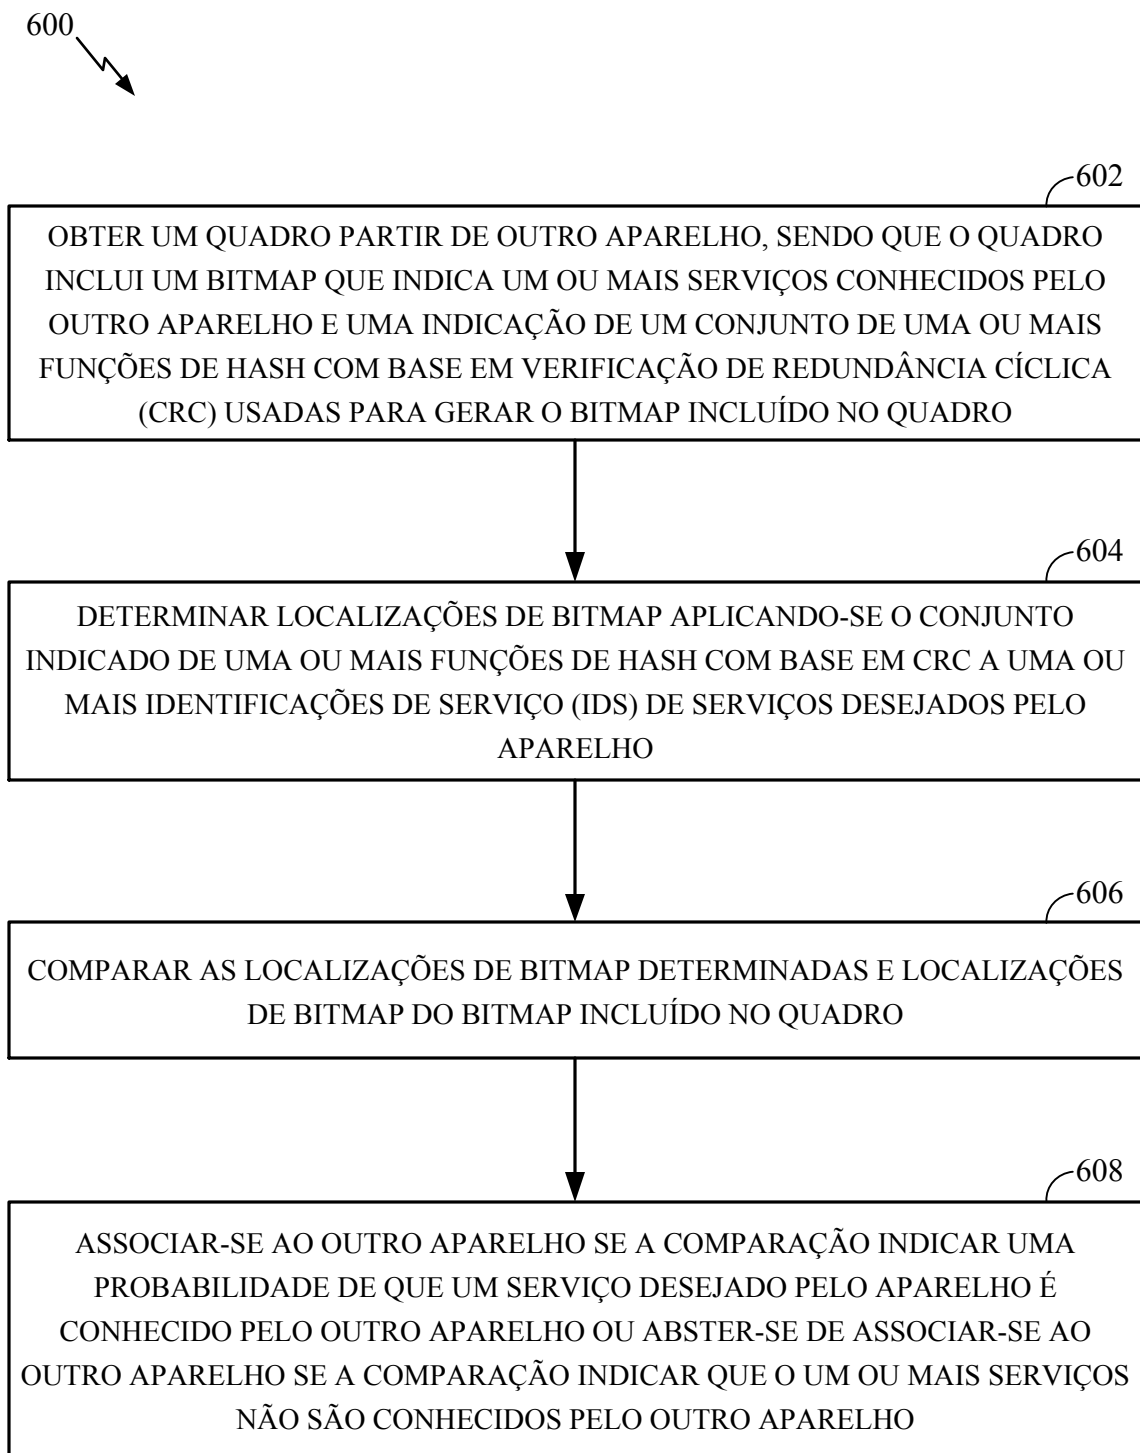 600
602
OBTER UM QUADRO PARTIR DE OUTRO APARELHO, SENDO QUE O QUADRO
INCLUI UM BITMAP QUE INDICA UM OU MAIS SERVIÇOS CONHECIDOS PELO
OUTRO APARELHO E UMA INDICAÇÃO DE UM CONJUNTO DE UMA OU MAIS
FUNÇÕES DE HASH COM BASE EM VERIFICAÇÃO DE REDUNDÂNCIA CÍCLICA
(CRC) USADAS PARA GERAR O BITMAP INCLUÍDO NO QUADRO
604
DETERMINAR LOCALIZAÇÕES DE BITMAP APLICANDO-SE O CONJUNTO
INDICADO DE UMA OU MAIS FUNÇÕES DE HASH COM BASE EM CRC A UMA OU
MAIS IDENTIFICAÇÕES DE SERVIÇO (IDS) DE SERVIÇOS DESEJADOS PELO
APARELHO
606
COMPARAR AS LOCALIZAÇÕES DE BITMAP DETERMINADAS E LOCALIZAÇÕES
DE BITMAP DO BITMAP INCLUÍDO NO QUADRO
608
ASSOCIAR-SE AO OUTRO APARELHO SE A COMPARAÇÃO INDICAR UMA
PROBABILIDADE DE QUE UM SERVIÇO DESEJADO PELO APARELHO É
CONHECIDO PELO OUTRO APARELHO OU ABSTER-SE DE ASSOCIAR-SE AO
OUTRO APARELHO SE A COMPARAÇÃO INDICAR QUE O UM OU MAIS SERVIÇOS
NÃO SÃO CONHECIDOS PELO OUTRO APARELHO